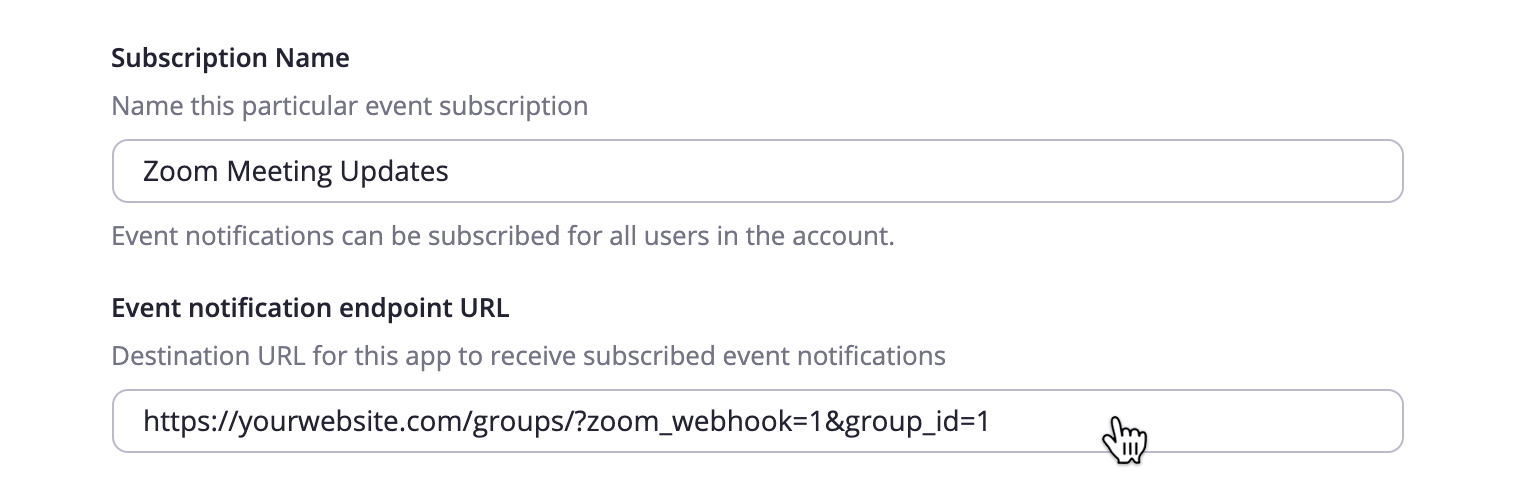 Subscription Name
Name this particular event subscription
Zoom Meeting Updates
Event notifications can be subscribed for all users in the account.
Event notification endpoint URL
Destination URL for this app to receive subscribed event notifications
https://yourwebsite.com/groups/?zoom_webhook=1&group_id=1